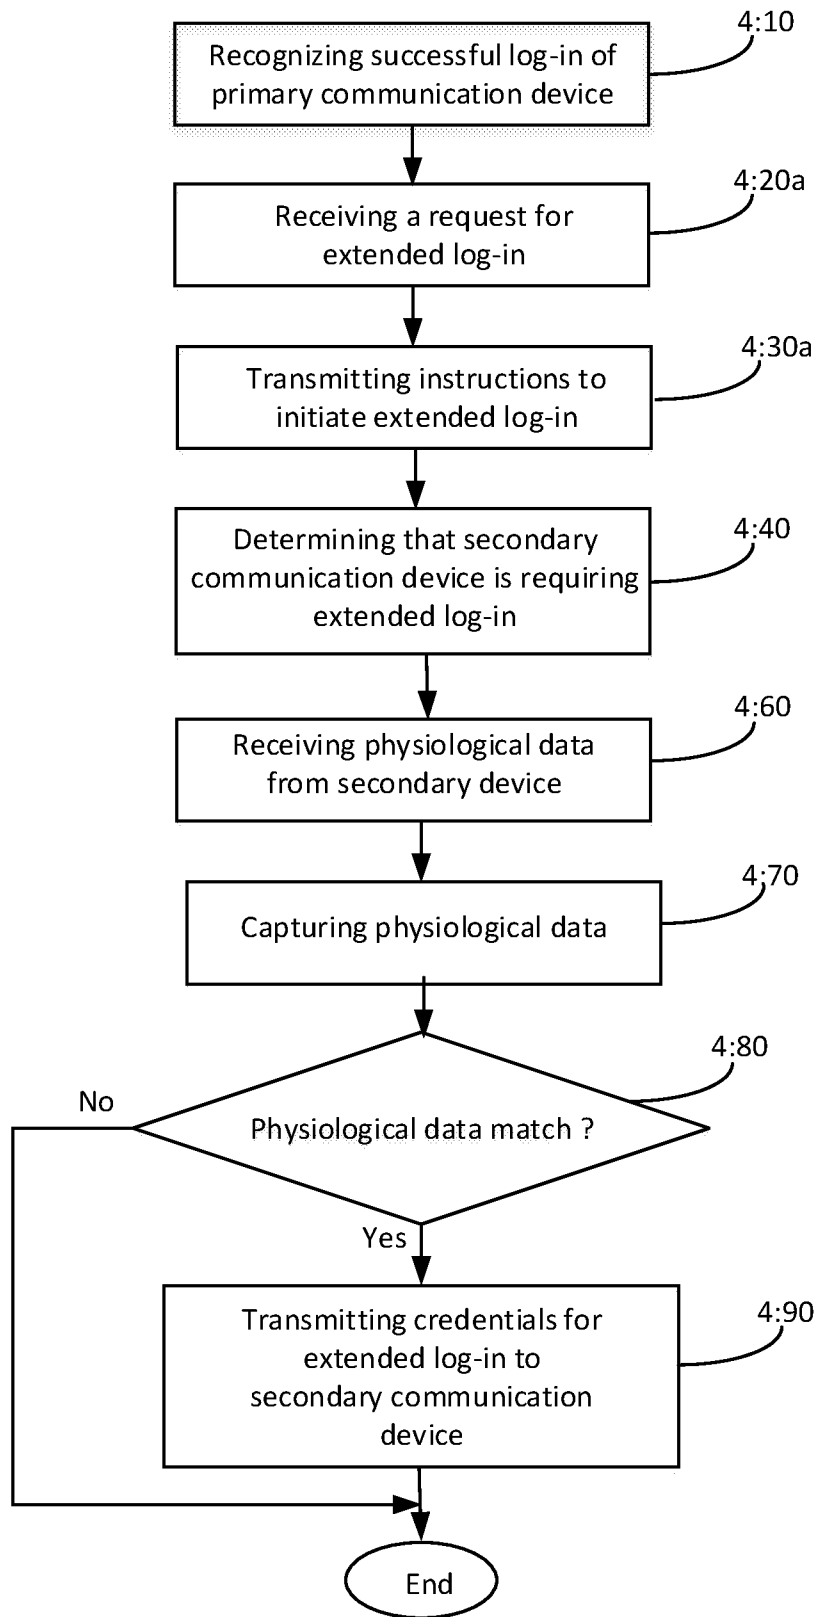 4:10
Recognizing successful log-in of
primary communication device
4:20a
Receiving a request for
extended log-in
4:30a
Transmitting instructions to
initiate extended log-in
4:40
Determining that secondary
communication device is requiring
extended log-in
4:60
Receiving physiological data
from secondary device
4:70
Capturing physiological data
4:80
No
Physiological data match ?
Yes
4:90
Transmitting credentials for
extended log-in to
secondary communication
device
End